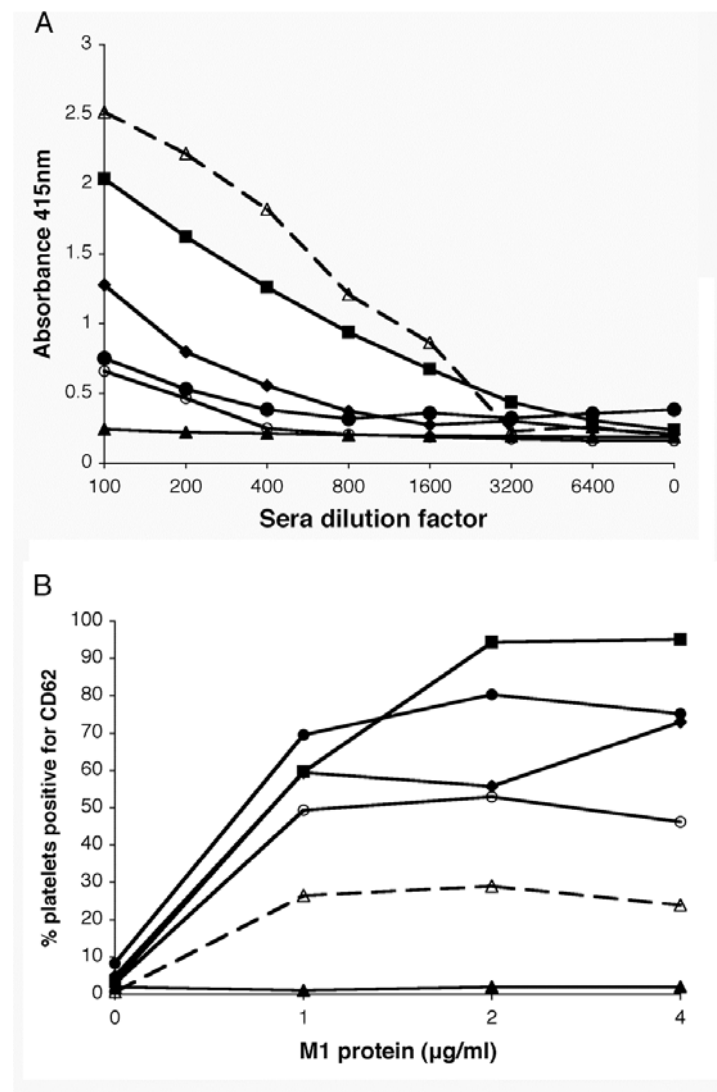 A
3
2.5
2
1.5
1
0.5
0
Absorbance 415nm
100 200 400 800 1600 3200 6400 0
Sera dilution factor
B
100
90
80
70
60
50
40
30
20
10
0
% platelets positive for CD62
0 1 2 4
M1 protein (µg/ml)